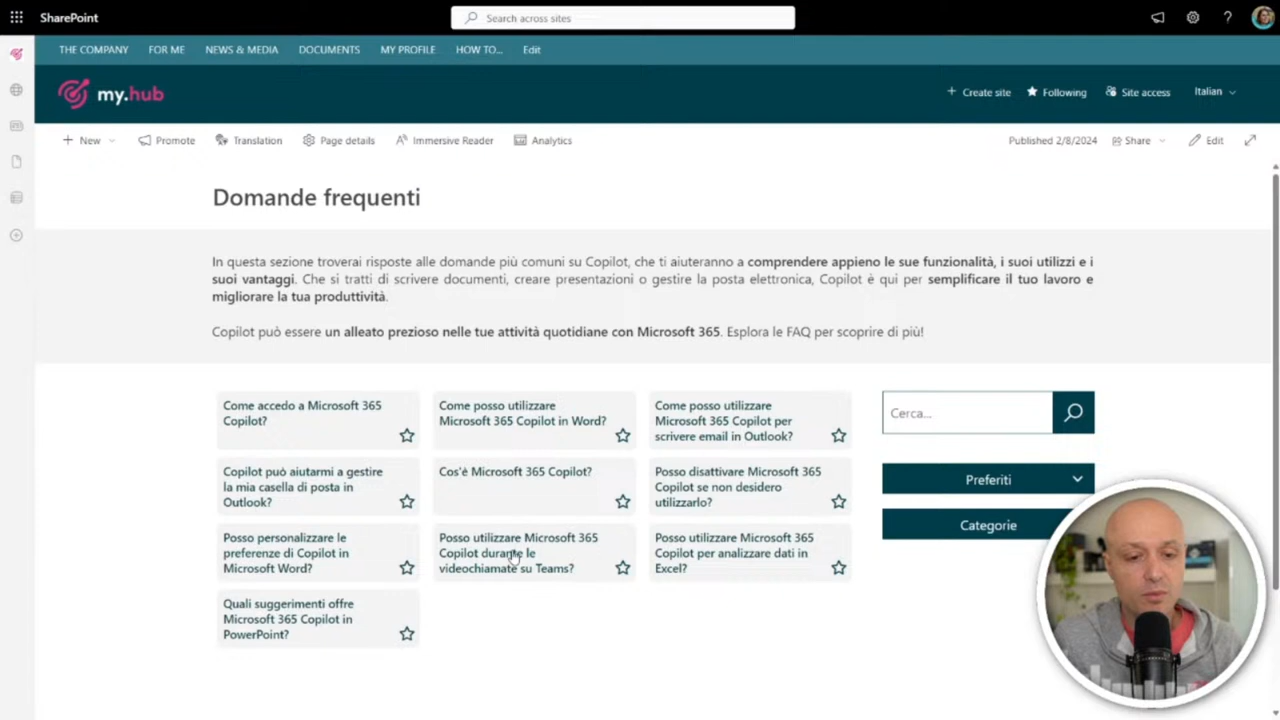 SharePoint
Search across sites
THE COMPANY FOR ME NEWS & MEDIA DOCUMENTS MY PROFILE HOW TO... Edit
my.hub
Create site Following Site access Italian
New Promote Translation Page details Immersive Reader Analytics Published 2/8/2024 Share Edit
Domande frequenti
In questa sezione troverai risposte alle domande più comuni su Copilot, che ti aiuteranno a comprendere appieno le sue funzionalità, i suoi utilizzi e i
suoi vantaggi. Che si tratti di scrivere documenti, creare presentazioni o gestire la posta elettronica, Copilot è qui per semplificare il tuo lavoro e
migliorare la tua produttività.
Copilot può essere un alleato prezioso nelle tue attività quotidiane con Microsoft 365. Esplora le FAQ per scoprire di più!
Come accedo a Microsoft 365
Copilot?
Come posso utilizzare
Microsoft 365 Copilot in Word?
Come posso utilizzare
Microsoft 365 Copilot per
scrivere email in Outlook?
Copilot può aiutarmi a gestire
la mia casella di posta in
Outlook?
Cos'è Microsoft 365 Copilot?
Posso disattivare Microsoft 365
Copilot se non desidero
utilizzarlo?
Posso personalizzare le
preferenze di Copilot in
Microsoft Word?
Posso utilizzare Microsoft 365
Copilot durante le
videochiamate su Teams?
Posso utilizzare Microsoft 365
Copilot per analizzare dati in
Excel?
Quali suggerimenti offre
Microsoft 365 Copilot in
PowerPoint?
Cerca...
Preferiti
Categorie